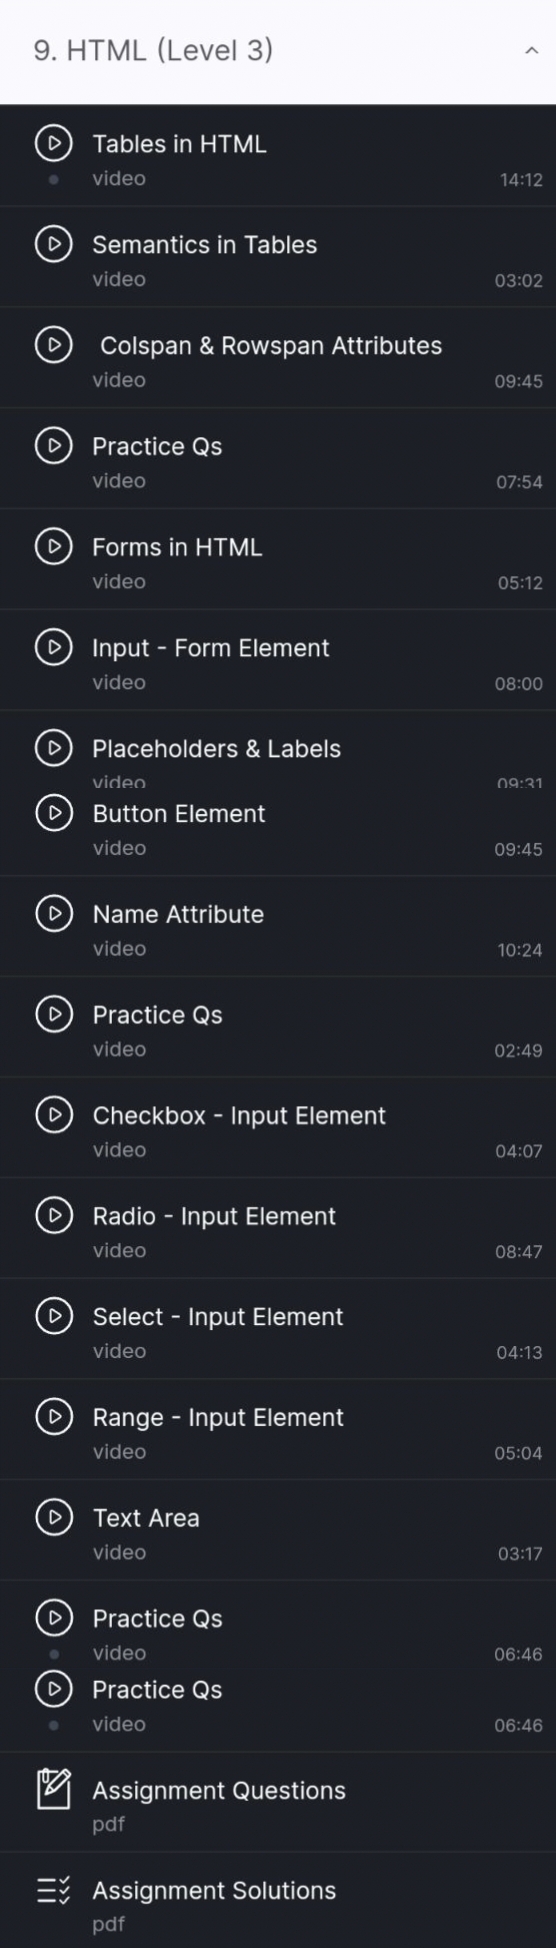 9. HTML (Level 3)
Tables in HTML
video
14:12
Semantics in Tables
video
03:02
Colspan & Rowspan Attributes
video
09:45
Practice Qs
video
07:54
Forms in HTML
video
05:12
Input - Form Element
video
08:00
Placeholders & Labels
video
09:31
Button Element
video
09:45
Name Attribute
video
10:24
Practice Qs
video
02:49
Checkbox - Input Element
video
04:07
Radio - Input Element
video
08:47
Select - Input Element
video
04:13
Range - Input Element
video
05:04
Text Area
video
03:17
Practice Qs
video
06:46
Practice Qs
video
06:46
Assignment Questions
pdf
Assignment Solutions
pdf